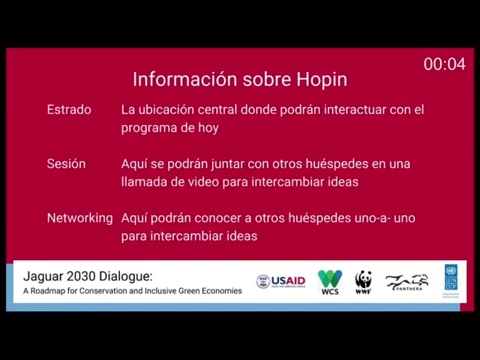 00:04
Información sobre Hopin
Estrado La ubicación central donde podrán interactuar con el
programa de hoy
Sesión Aquí se podrán juntar con otros huéspedes en una
llamada de video para intercambiar ideas
Networking Aquí podrán conocer a otros huéspedes uno-a- uno
para intercambiar ideas
Jaguar 2030 Dialogue:
A Roadmap for Conservation and Inclusive Green Economies
USAID
WCS
WWF
PANTHERA